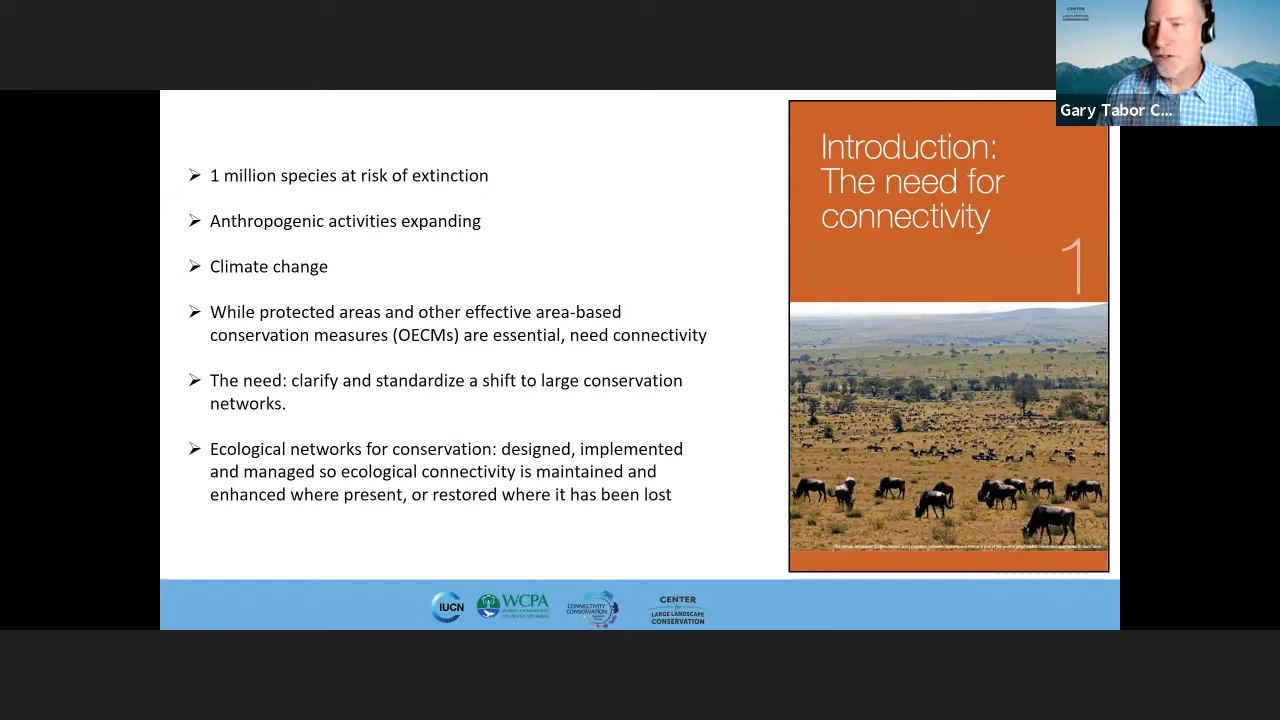 CENTER
LARGE LANDSCAPE
CONSERVATION
Gary Tabor C...
➢ 1 million species at risk of extinction
➢ Anthropogenic activities expanding
➢ Climate change
➢ While protected areas and other effective area-based
conservation measures (OECMs) are essential, need connectivity
➢ The need: clarify and standardize a shift to large conservation
networks.
➢ Ecological networks for conservation: designed, implemented
and managed so ecological connectivity is maintained and
enhanced where present, or restored where it has been lost
Introduction:
The need for
connectivity
1
IUCN
WCPA
WORLD COMMISSION
ON PROTECTED AREAS
CONNECTIVITY
CONSERVATION
CENTER
for
LARGE LANDSCAPE
CONSERVATION